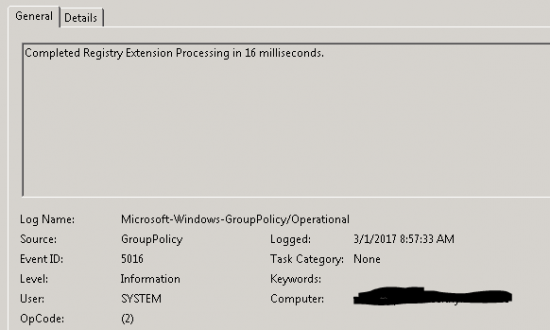 General Details
Completed Registry Extension Processing in 16 milliseconds.
Log Name: Microsoft-Windows-GroupPolicy/Operational
Source: GroupPolicy Logged: 3/1/2017 8:57:33 AM
Event ID: 5016 Task Category: None
Level: Information Keywords:
User: SYSTEM Computer:
OpCode: (2)